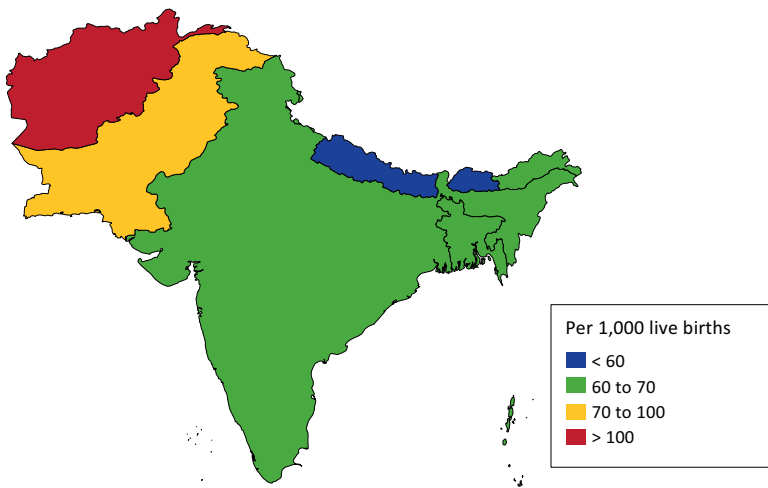 Per 1,000 live births
< 60
60 to 70
70 to 100
> 100